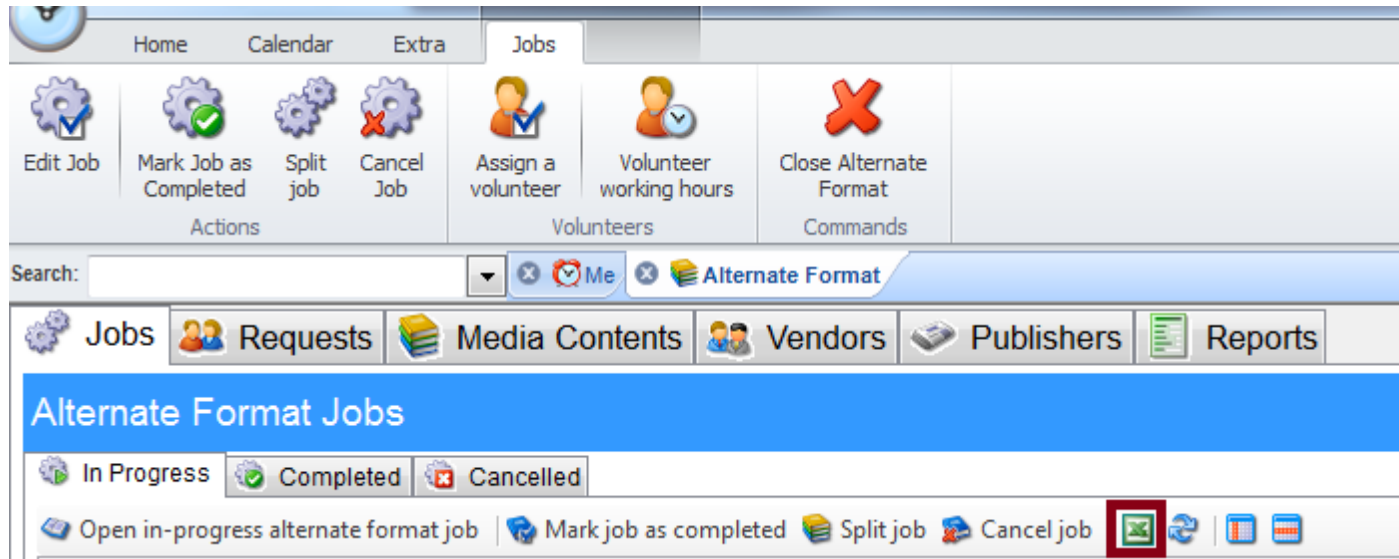 Home Calendar Extra Jobs
Edit Job Mark Job as Completed Split job Cancel Job Assign a volunteer Volunteer working hours Close Alternate Format
Actions Volunteers Commands
Search: Me Alternate Format
Jobs Requests Media Contents Vendors Publishers Reports
Alternate Format Jobs
In Progress Completed Cancelled
Open in-progress alternate format job Mark job as completed Split job Cancel job